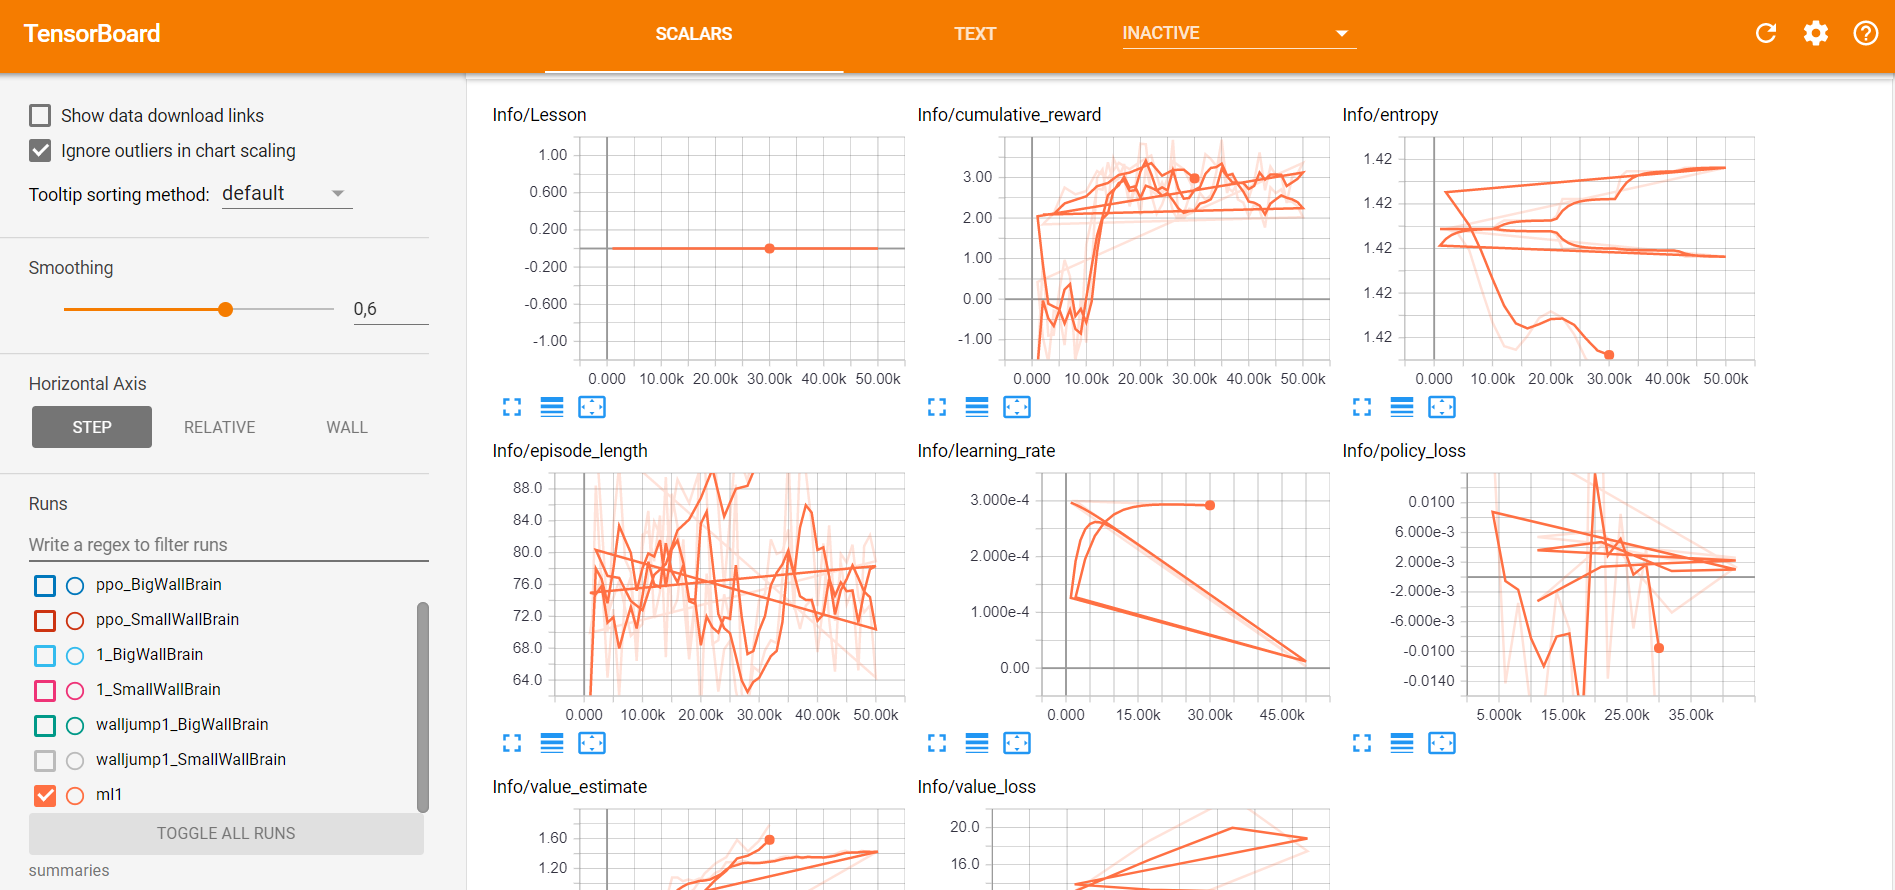 TensorBoard
SCALARS
TEXT
INACTIVE
Show data download links
Ignore outliers in chart scaling
Tooltip sorting method: default
Smoothing
0,6
Horizontal Axis
STEP RELATIVE WALL
Runs
Write a regex to filter runs
ppo_BigWallBrain
ppo_SmallWallBrain
1_BigWallBrain
1_SmallWallBrain
walljump1_BigWallBrain
walljump1_SmallWallBrain
ml1
TOGGLE ALL RUNS
summaries
Info/Lesson
1.00
0.600
0.200
-0.200
-0.600
-1.00
0.000 10.00k 20.00k 30.00k 40.00k 50.00k
Info/cumulative_reward
3.00
2.00
1.00
0.00
-1.00
0.000 10.00k 20.00k 30.00k 40.00k 50.00k
Info/entropy
1.42
1.42
1.42
1.42
1.42
0.000 10.00k 20.00k 30.00k 40.00k 50.00k
Info/episode_length
88.0
84.0
80.0
76.0
72.0
68.0
64.0
0.000 10.00k 20.00k 30.00k 40.00k 50.00k
Info/learning_rate
3.000e-4
2.000e-4
1.000e-4
0.00
0.000 15.00k 30.00k 45.00k
Info/policy_loss
0.0100
6.000e-3
2.000e-3
-2.000e-3
-6.000e-3
-0.0100
-0.0140
5.000k 15.00k 25.00k 35.00k
Info/value_estimate
1.60
1.20
Info/value_loss
20.0
16.0